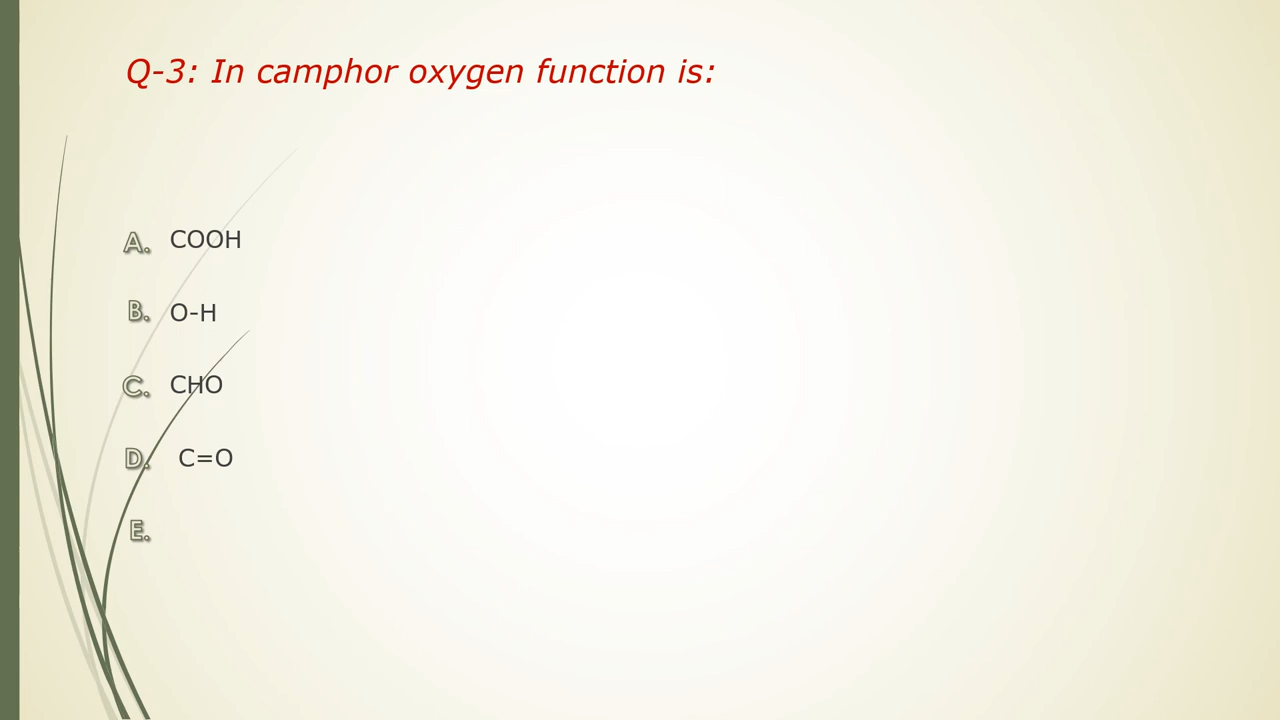 Q-3: In camphor oxygen function is:
A. COOH
B. O-H
C. CHO
D. C=O
E.